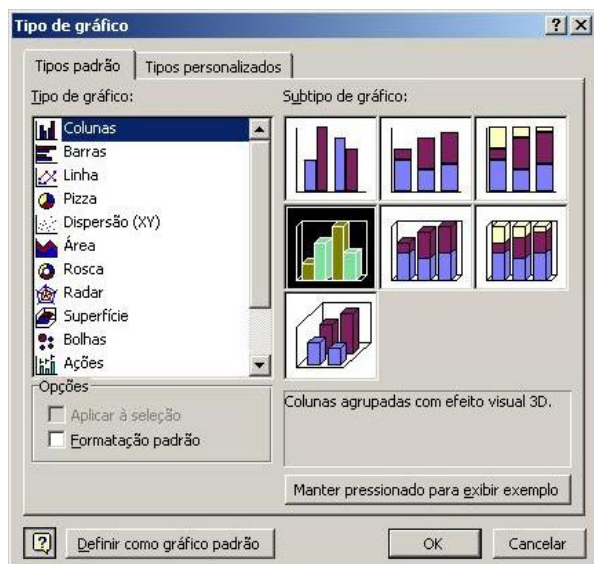 Tipo de gráfico
Tipos padrão
Tipos personalizados
Tipo de gráfico:
Colunas
Barras
Linha
Pizza
Dispersão (XY)
Área
Rosca
Radar
Superfície
Bolhas
Ações
Subtipo de gráfico:
Opções
Aplicar à seleção
Formatação padrão
Colunas agrupadas com efeito visual 3D.
Manter pressionado para exibir exemplo
Definir como gráfico padrão
OK
Cancelar